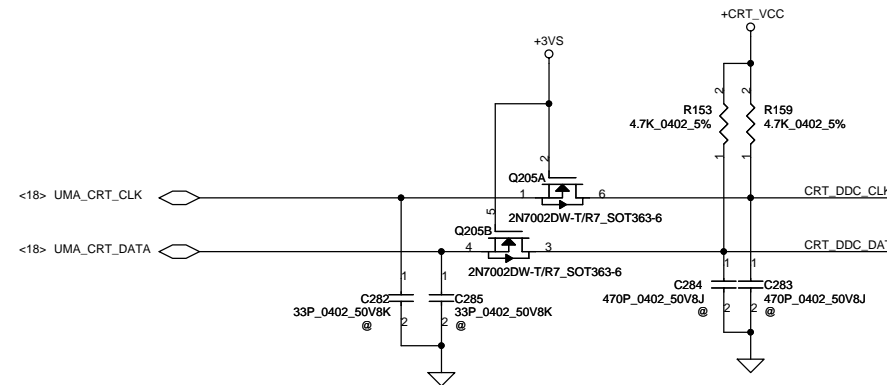 +CRT_VCC
+3VS
2
2
R153
4.7K_0402_5%
R159
4.7K_0402_5%
1
1
2
Q205A
<18> UMA_CRT_CLK
1
6
CRT_DDC_CLK
2N7002DW-T/R7_SOT363-6
5
Q205B
<18> UMA_CRT_DATA
4
3
CRT_DDC_DAT
2N7002DW-T/R7_SOT363-6
1
1
1
1
C282
33P_0402_50V8K
@
2
C285
33P_0402_50V8K
@
2
C284
470P_0402_50V8J
@
2
C283
470P_0402_50V8J
@
2